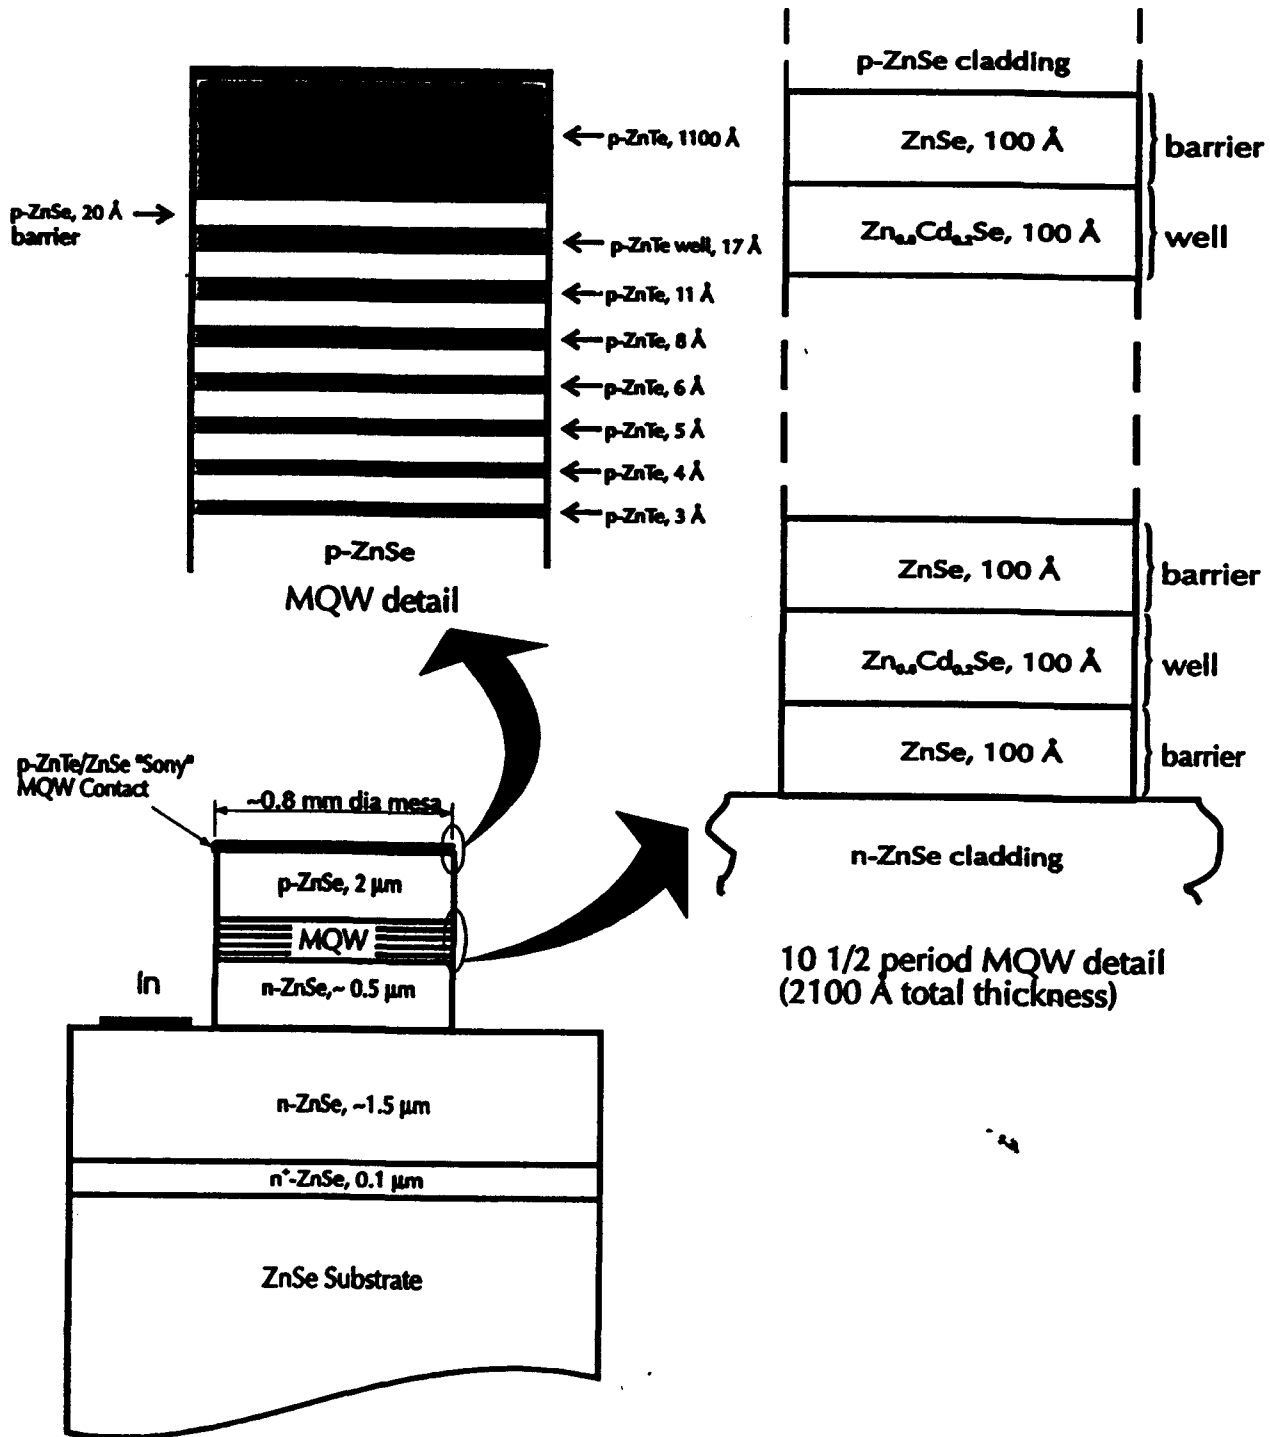 p-ZnTe, 1100 Å
p-ZnSe, 20 Å
barrier
p-ZnTe well, 17 Å
p-ZnTe, 11 Å
p-ZnTe, 8 Å
p-ZnTe, 6 Å
p-ZnTe, 5 Å
p-ZnTe, 4 Å
p-ZnTe, 3 Å
p-ZnSe
MQW detail
p-ZnSe cladding
ZnSe, 100 Å
barrier
Zn₀.₈Cd₀.₂Se, 100 Å
well
ZnSe, 100 Å
barrier
Zn₀.₈Cd₀.₂Se, 100 Å
well
ZnSe, 100 Å
barrier
n-ZnSe cladding
10 1/2 period MQW detail
(2100 Å total thickness)
p-ZnTe/ZnSe "Sony"
MQW Contact
~0.8 mm dia mesa
p-ZnSe, 2 μm
MQW
n-ZnSe,~ 0.5 μm
In
n-ZnSe, ~1.5 μm
n⁺-ZnSe, 0.1 μm
ZnSe Substrate